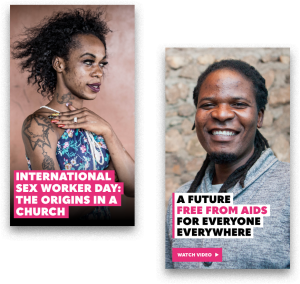 INTERNATIONAL
SEX WORKER DAY:
THE ORIGINS IN A
CHURCH
A FUTURE
FREE FROM AIDS
FOR EVERYONE
EVERYWHERE
WATCH VIDEO